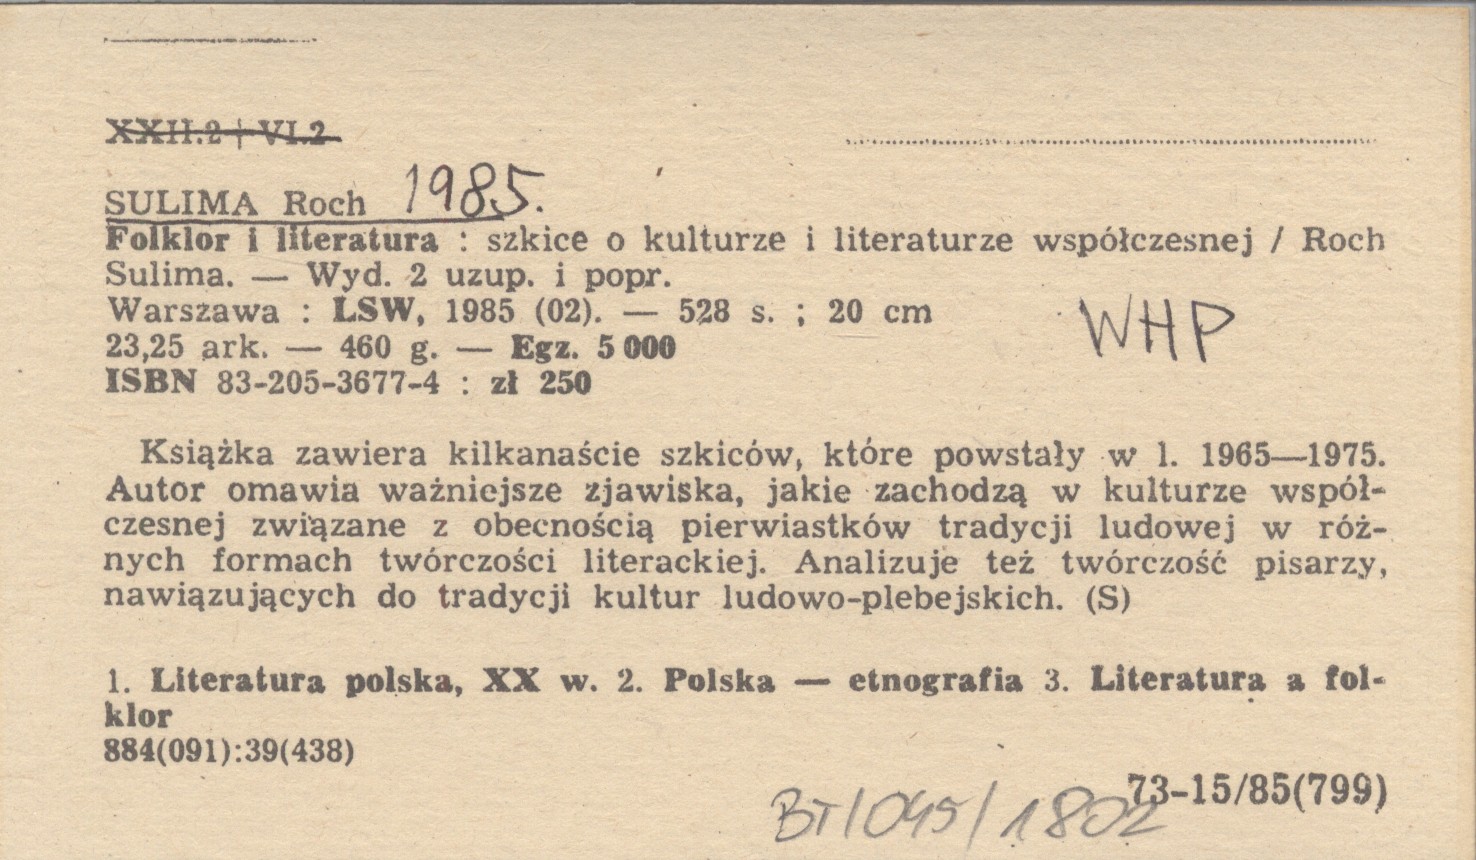 XXII.2+VI.2
SULIMA Roch 1985.
Folklor i literatura : szkice o kulturze i literaturze współczesnej / Roch
Sulima. — Wyd. 2 uzup. i popr.
Warszawa : LSW, 1985 (02). — 528 s. ; 20 cm
WHP
23,25 ark. — 460 g. — Egz. 5 000
ISBN 83-205-3677-4 : zł 250
Książka zawiera kilkanaście szkiców, które powstały w l. 1965—1975.
Autor omawia ważniejsze zjawiska, jakie zachodzą w kulturze współ-
czesnej związane z obecnością pierwiastków tradycji ludowej w róż-
nych formach twórczości literackiej. Analizuje też twórczość pisarzy,
nawiązujących do tradycji kultur ludowo-plebejskich. (S)
1. Literatura polska, XX w. 2. Polska — etnografia 3. Literatura a fol-
klor
884(091):39(438)
73-15/85(799)
BT/045/1802